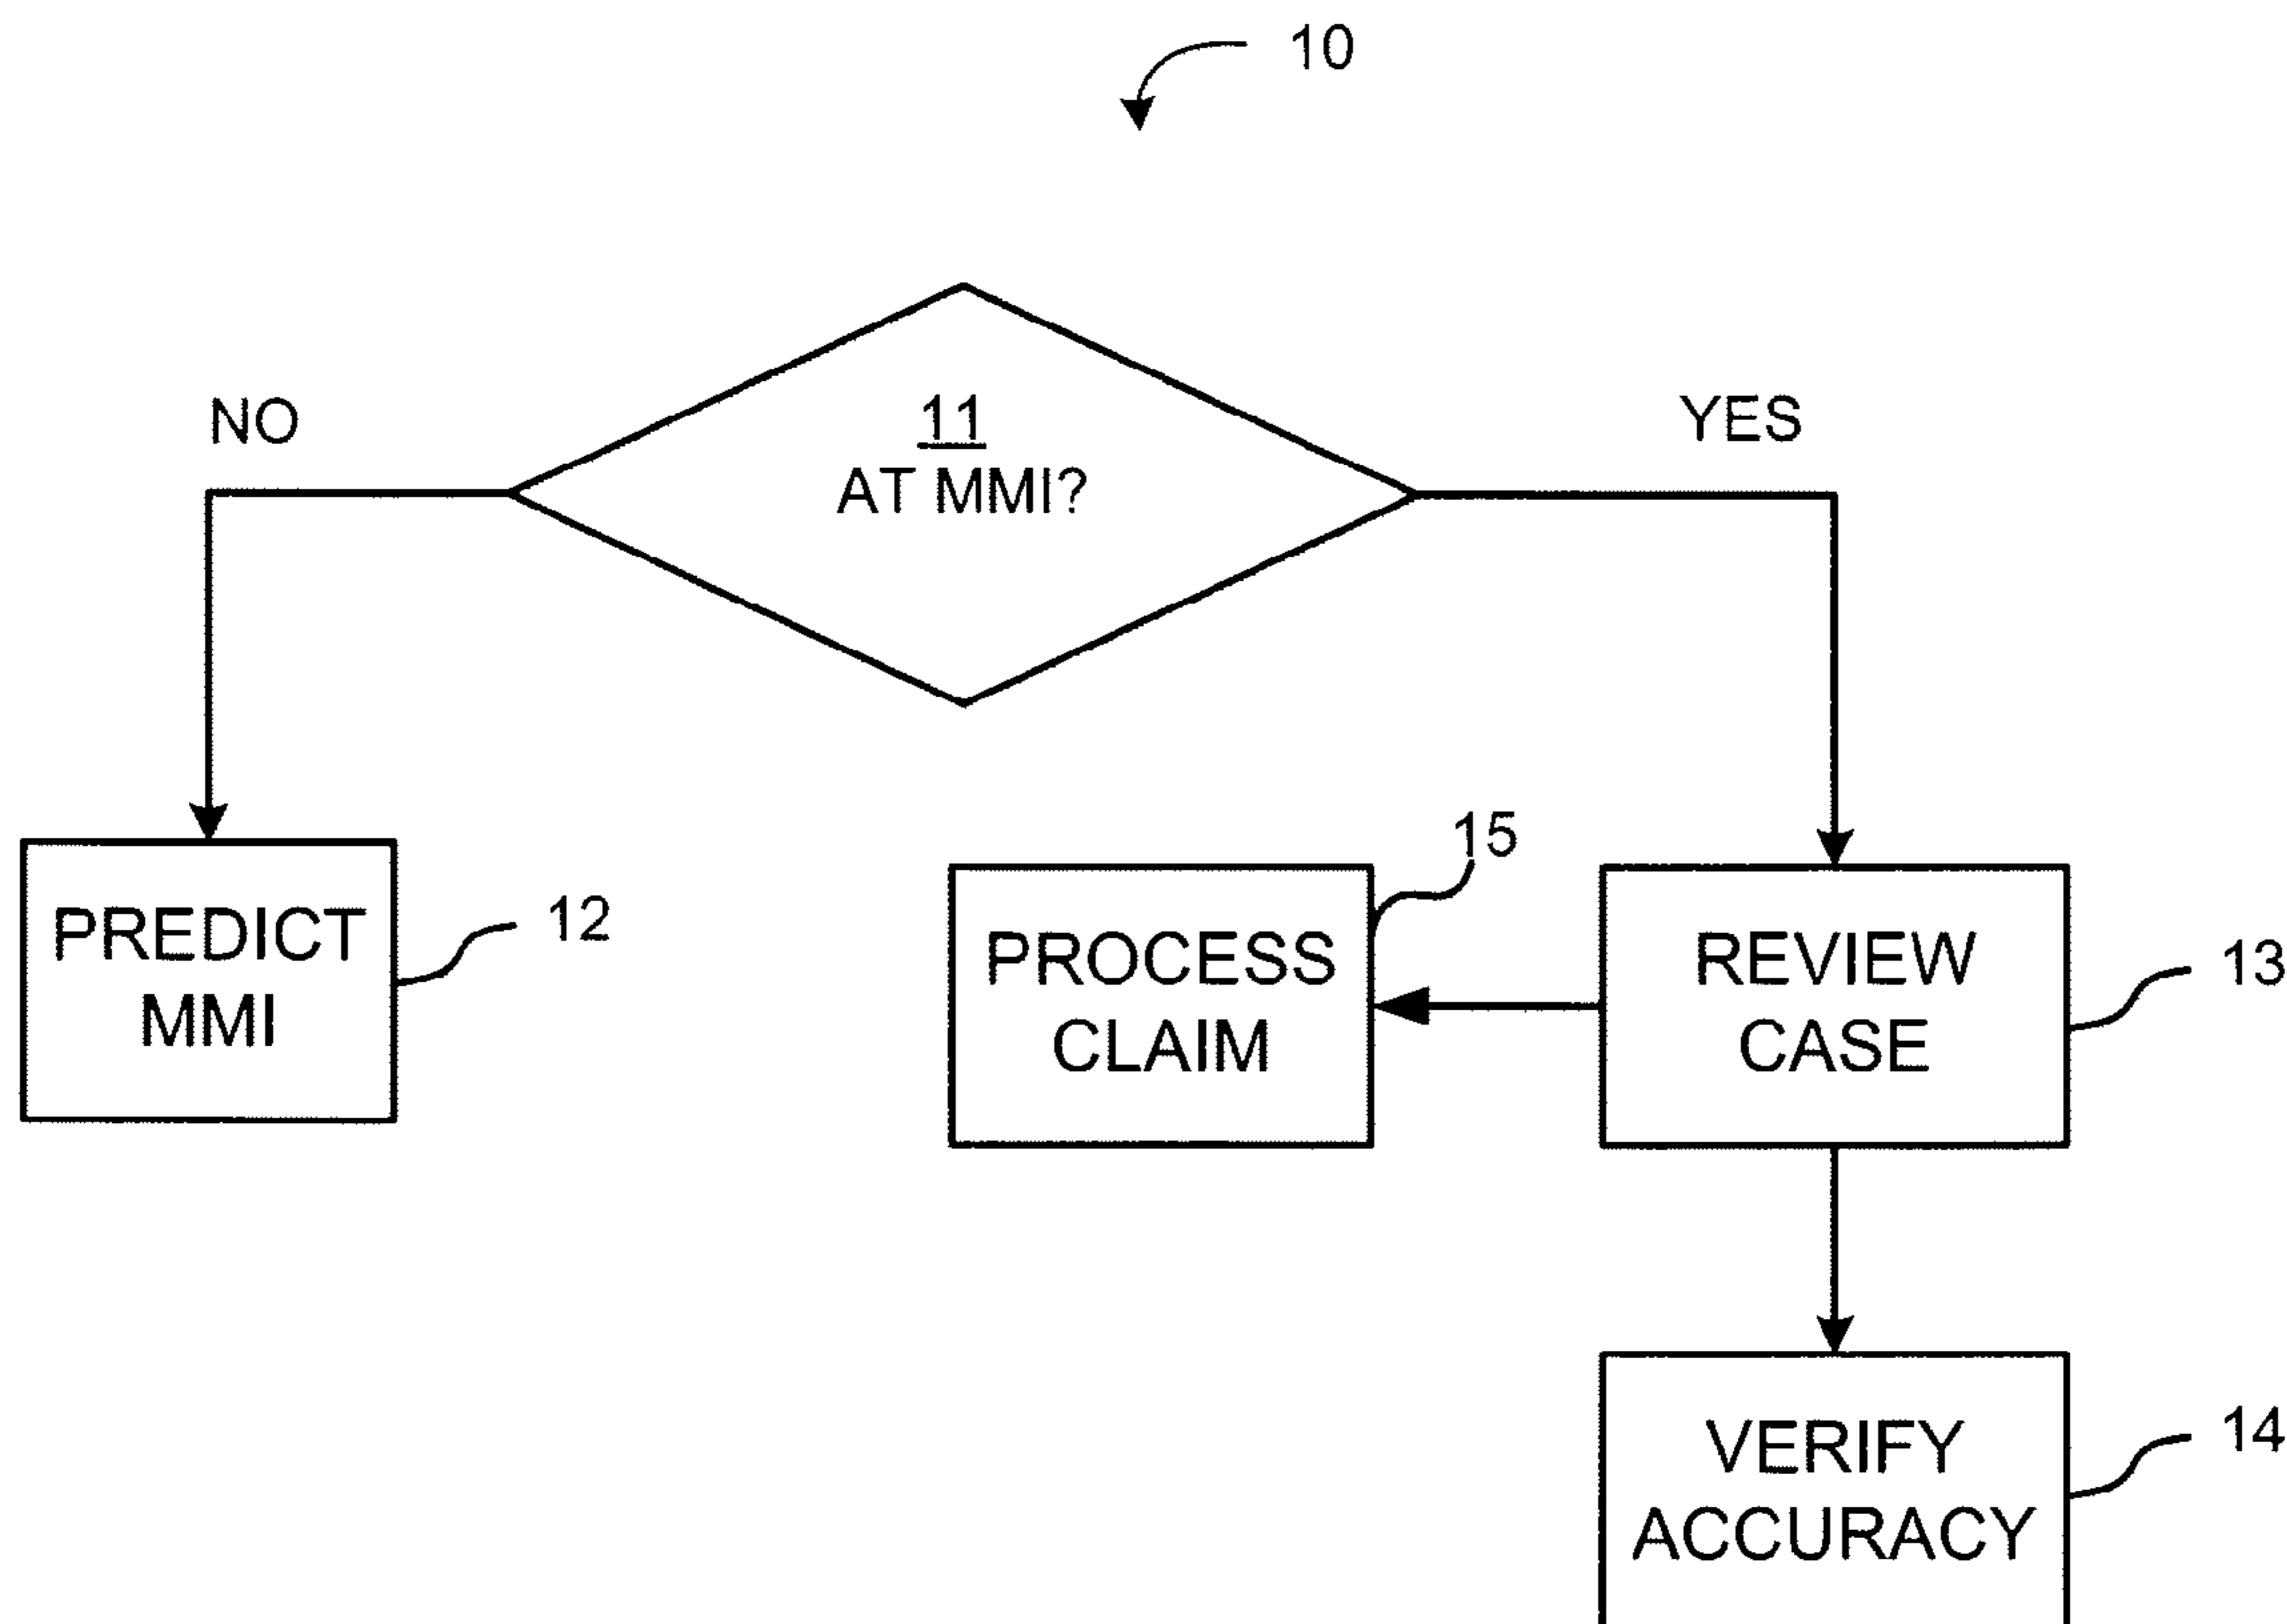 10
NO
11
YES
AT MMI?
15
PREDICT
MMI
12
PROCESS
CLAIM
REVIEW
CASE
13
VERIFY
ACCURACY
14